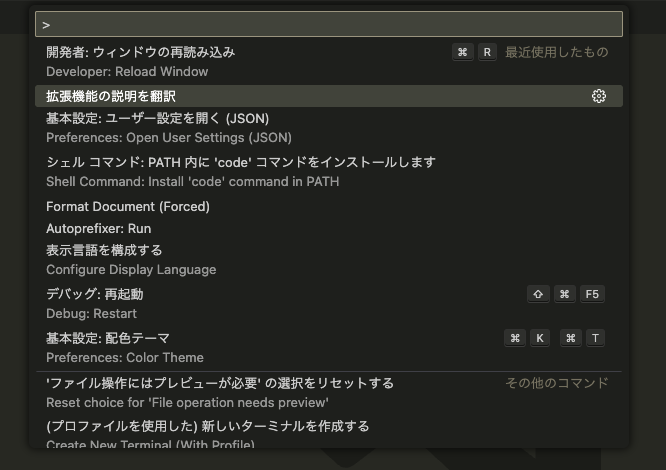 >
開発者: ウィンドウの再読み込み ⌘ R 最近使用したもの
Developer: Reload Window
拡張機能の説明を翻訳
基本設定: ユーザー設定を開く (JSON)
Preferences: Open User Settings (JSON)
シェル コマンド: PATH 内に 'code' コマンドをインストールします
Shell Command: Install 'code' command in PATH
Format Document (Forced)
Autoprefixer: Run
表示言語を構成する
Configure Display Language
デバッグ: 再起動 ⇧ ⌘ F5
Debug: Restart
基本設定: 配色テーマ ⌘ K ⌘ T
Preferences: Color Theme
'ファイル操作にはプレビューが必要' の選択をリセットする その他のコマンド
Reset choice for 'File operation needs preview'
(プロファイルを使用した) 新しいターミナルを作成する
Create New Terminal (With Profile)